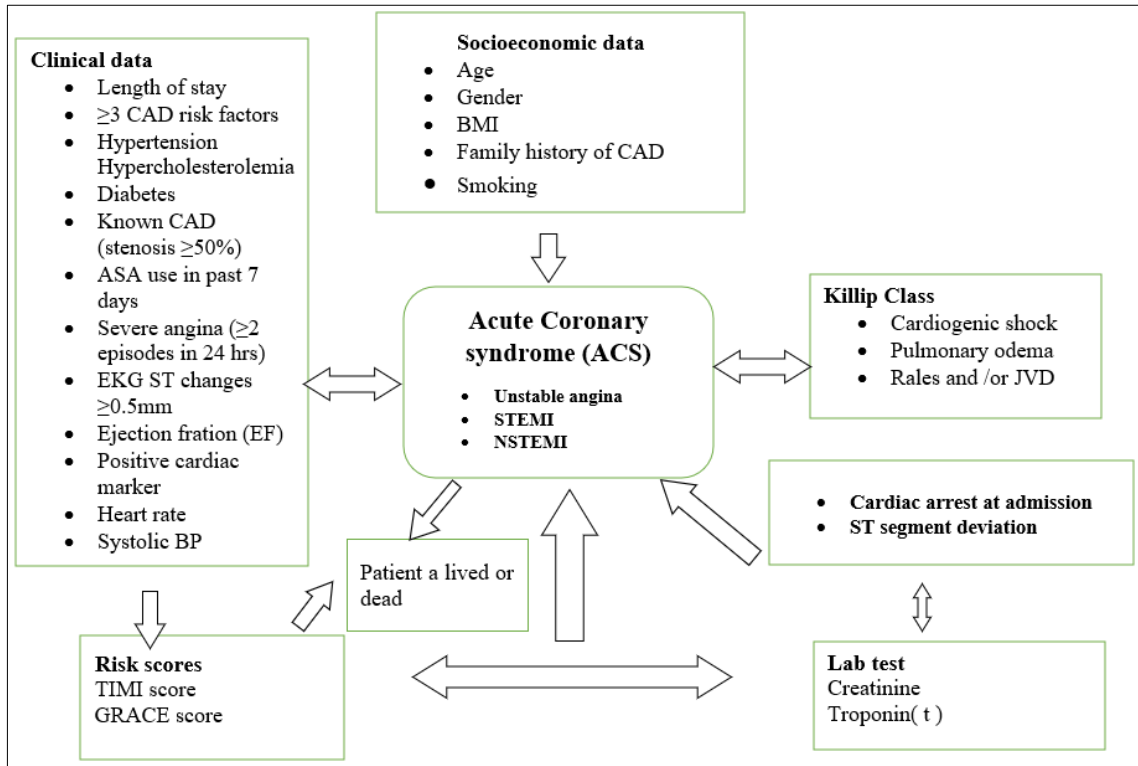 Clinical data
• Length of stay
• ≥3 CAD risk factors
• Hypertension
Hypercholesterolemia
• Diabetes
• Known CAD
(stenosis ≥50%)
• ASA use in past 7
days
• Severe angina (≥2
episodes in 24 hrs)
• EKG ST changes
≥0.5mm
• Ejection fration (EF)
• Positive cardiac
marker
• Heart rate
• Systolic BP
Socioeconomic data
• Age
• Gender
• BMI
• Family history of CAD
• Smoking
Acute Coronary
syndrome (ACS)
• Unstable angina
• STEMI
• NSTEMI
Killip Class
• Cardiogenic shock
• Pulmonary odema
• Rales and /or JVD
• Cardiac arrest at admission
• ST segment deviation
Patient a lived or
dead
Risk scores
TIMI score
GRACE score
Lab test
Creatinine
Troponin( t )